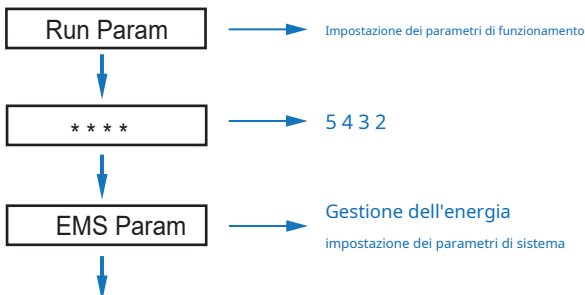 Run Param
Impostazione dei parametri di funzionamento
* * * *
5 4 3 2
EMS Param
Gestione dell'energia
impostazione dei parametri di sistema